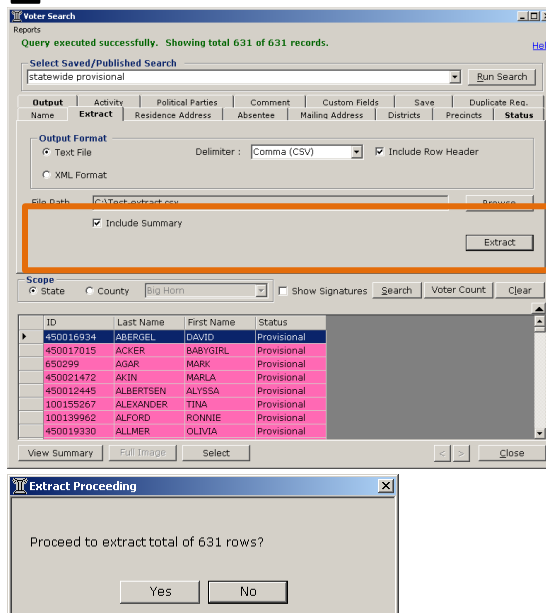 Voter Search
Reports
Query executed successfully. Showing total 631 of 631 records.
Hel
Select Saved/Published Search
statewide provisional
Run Search
Output Activity Political Parties Comment Custom Fields Save Duplicate Reg.
Name Extract Residence Address Absentee Mailing Address Districts Precincts Status
Output Format
Text File Delimiter : Comma (CSV) Include Row Header
XML Format
File Path C:\Test-extract.csv Browse
Include Summary
Extract
Scope
State County Big Horn Show Signatures Search Voter Count Clear
ID Last Name First Name Status
450016934 ABERGEL DAVID Provisional
450017015 ACKER BABYGIRL Provisional
650299 AGAR MARK Provisional
450021472 AKIN MARLA Provisional
450012445 ALBERTSEN ALYSSA Provisional
100155267 ALEXANDER TINA Provisional
100139962 ALFORD RONNIE Provisional
450019330 ALLMER OLIVIA Provisional
View Summary Full Image Select < > Close
Extract Proceeding
Proceed to extract total of 631 rows?
Yes No